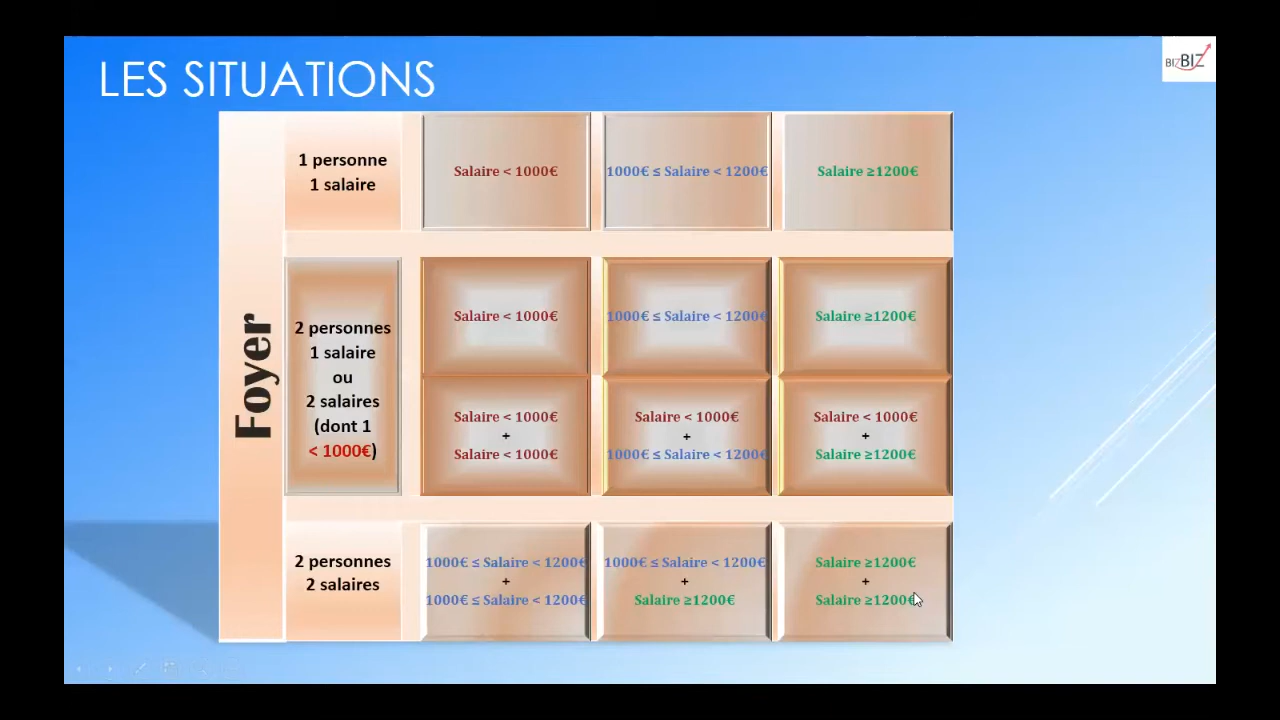 LES SITUATIONS
BIZBIZ
Foyer
1 personne
1 salaire
Salaire < 1000€
1000€ ≤ Salaire < 1200€
Salaire ≥1200€
2 personnes
1 salaire
ou
2 salaires
(dont 1
< 1000€)
Salaire < 1000€
1000€ ≤ Salaire < 1200€
Salaire ≥1200€
Salaire < 1000€
+
Salaire < 1000€
Salaire < 1000€
+
1000€ ≤ Salaire < 1200€
Salaire < 1000€
+
Salaire ≥1200€
2 personnes
2 salaires
1000€ ≤ Salaire < 1200€
+
1000€ ≤ Salaire < 1200€
1000€ ≤ Salaire < 1200€
+
Salaire ≥1200€
Salaire ≥1200€
+
Salaire ≥1200€